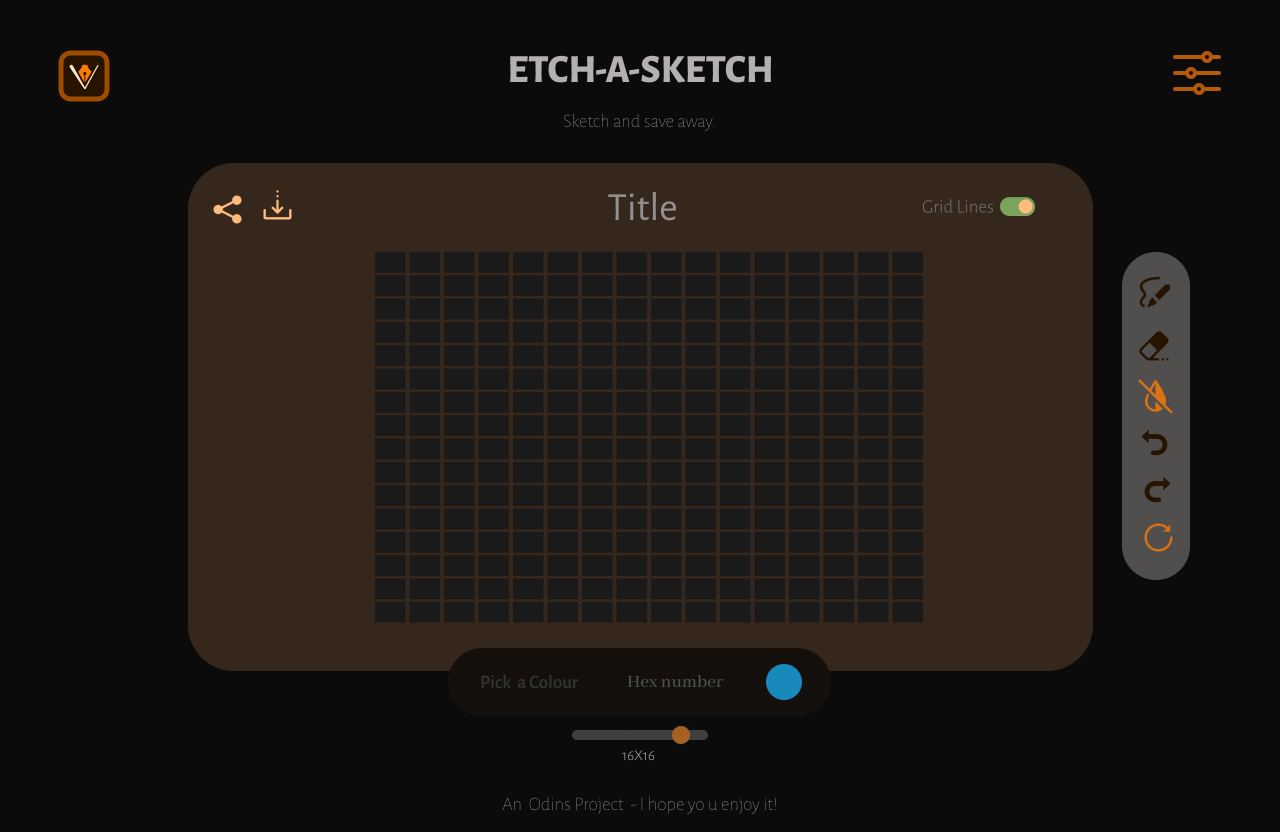 ETCH-A-SKETCH
Sketch and save away.
Title
Grid Lines
Pick a Colour
Hex number
16X16
An Odins Project - I hope yo u enjoy it!